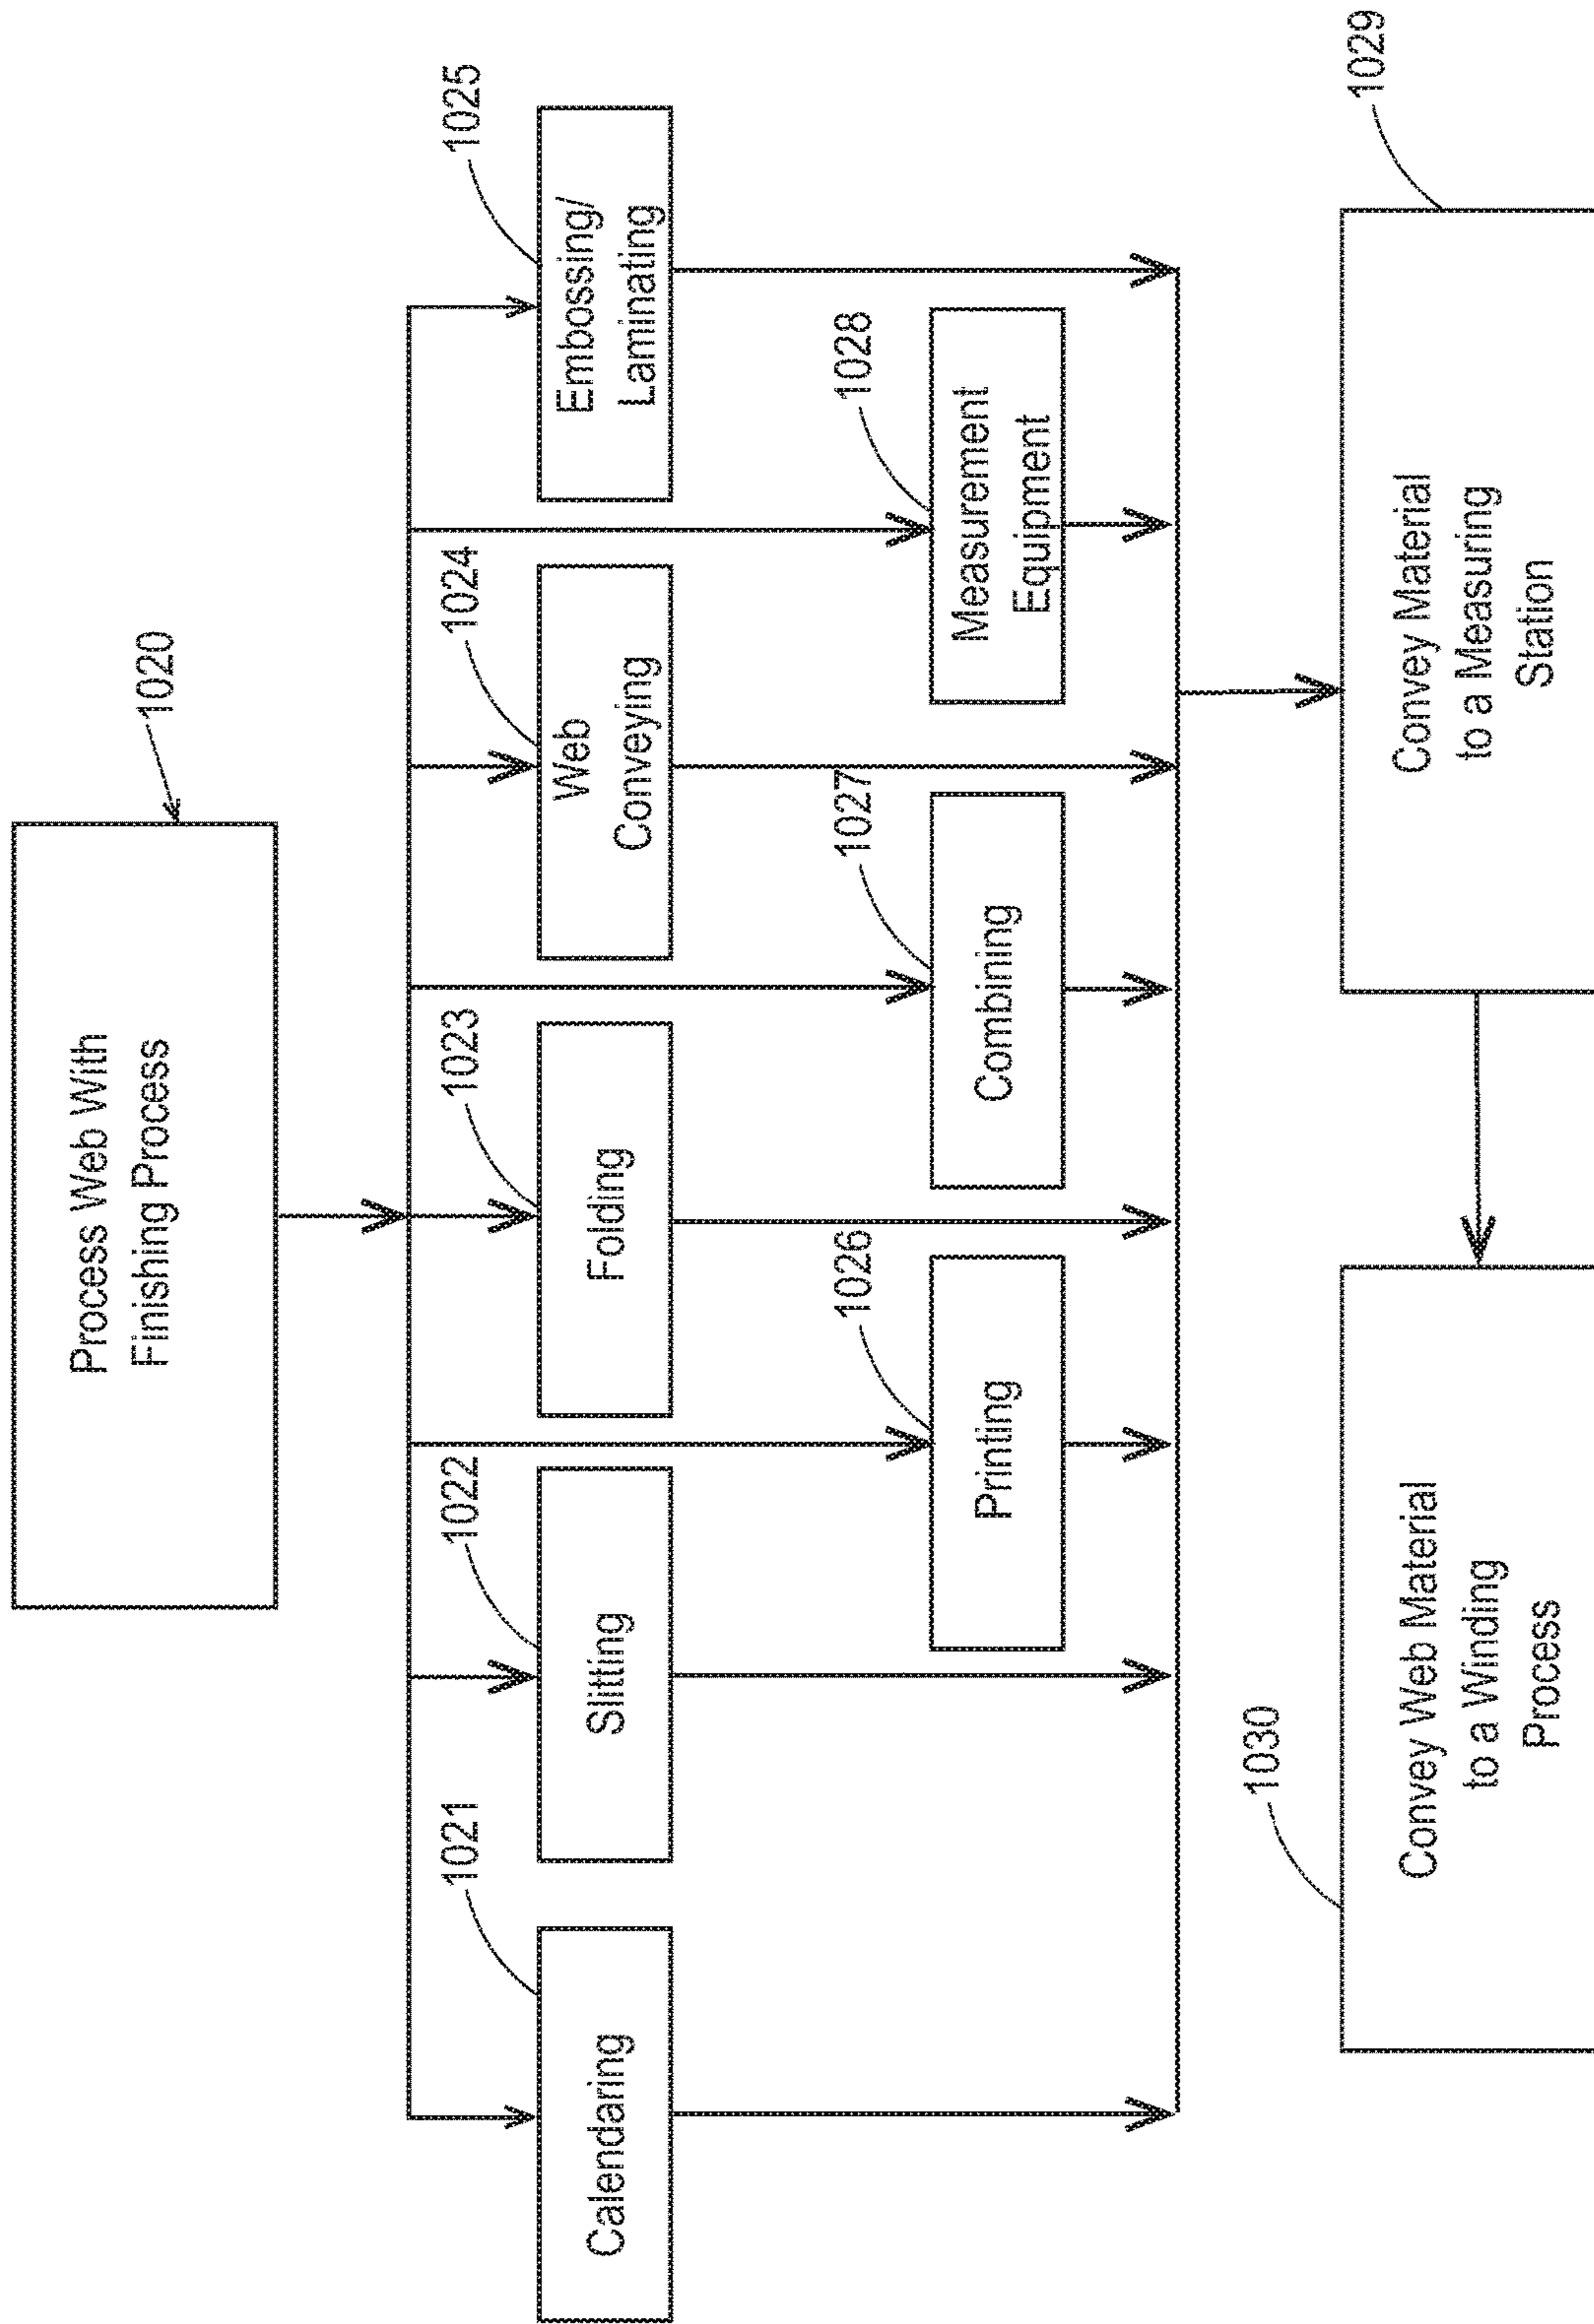 Process Web With
Finishing Process
1020
1021
Calendaring
1022
Slitting
1023
Folding
1024
Web
Conveying
1025
Embossing/
Laminating
1026
Printing
1027
Combining
1028
Measurement
Equipment
1030
Convey Web Material
to a Winding
Process
1029
Convey Material
to a Measuring
Station